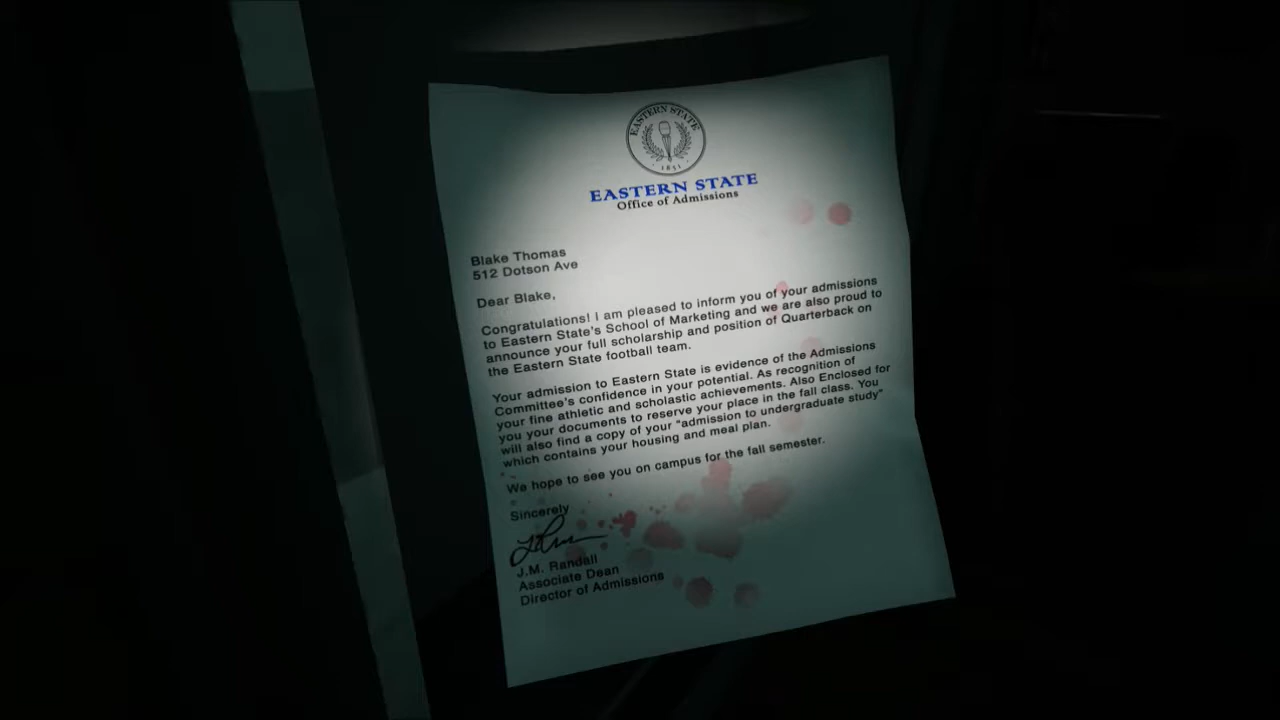 EASTERN STATE
1851
EASTERN STATE
Office of Admissions
Blake Thomas
512 Dotson Ave
Dear Blake,
Congratulations! I am pleased to inform you of your admissions
to Eastern State's School of Marketing and we are also proud to
announce your full scholarship and position of Quarterback on
the Eastern State football team.
Your admission to Eastern State is evidence of the Admissions
Committee's confidence in your potential. As recognition of
your fine athletic and scholastic achievements. Also Enclosed for
you your documents to reserve your place in the fall class. You
will also find a copy of your "admission to undergraduate study"
which contains your housing and meal plan.
We hope to see you on campus for the fall semester.
Sincerely
J.M. Randall
Associate Dean
Director of Admissions